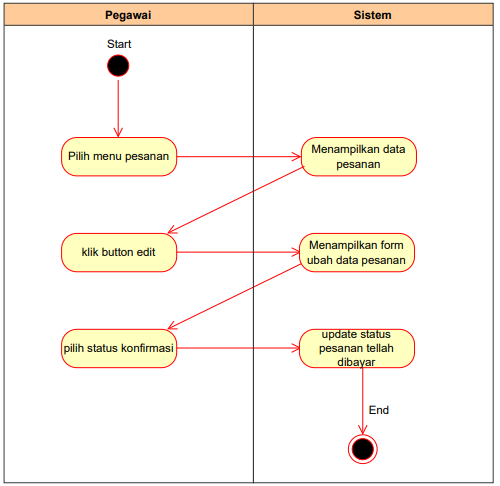 Pegawai
Sistem
Start
Pilih menu pesanan
Menampilkan data
pesanan
klik button edit
Menampilkan form
ubah data pesanan
pilih status konfirmasi
update status
pesanan tellah
dibayar
End